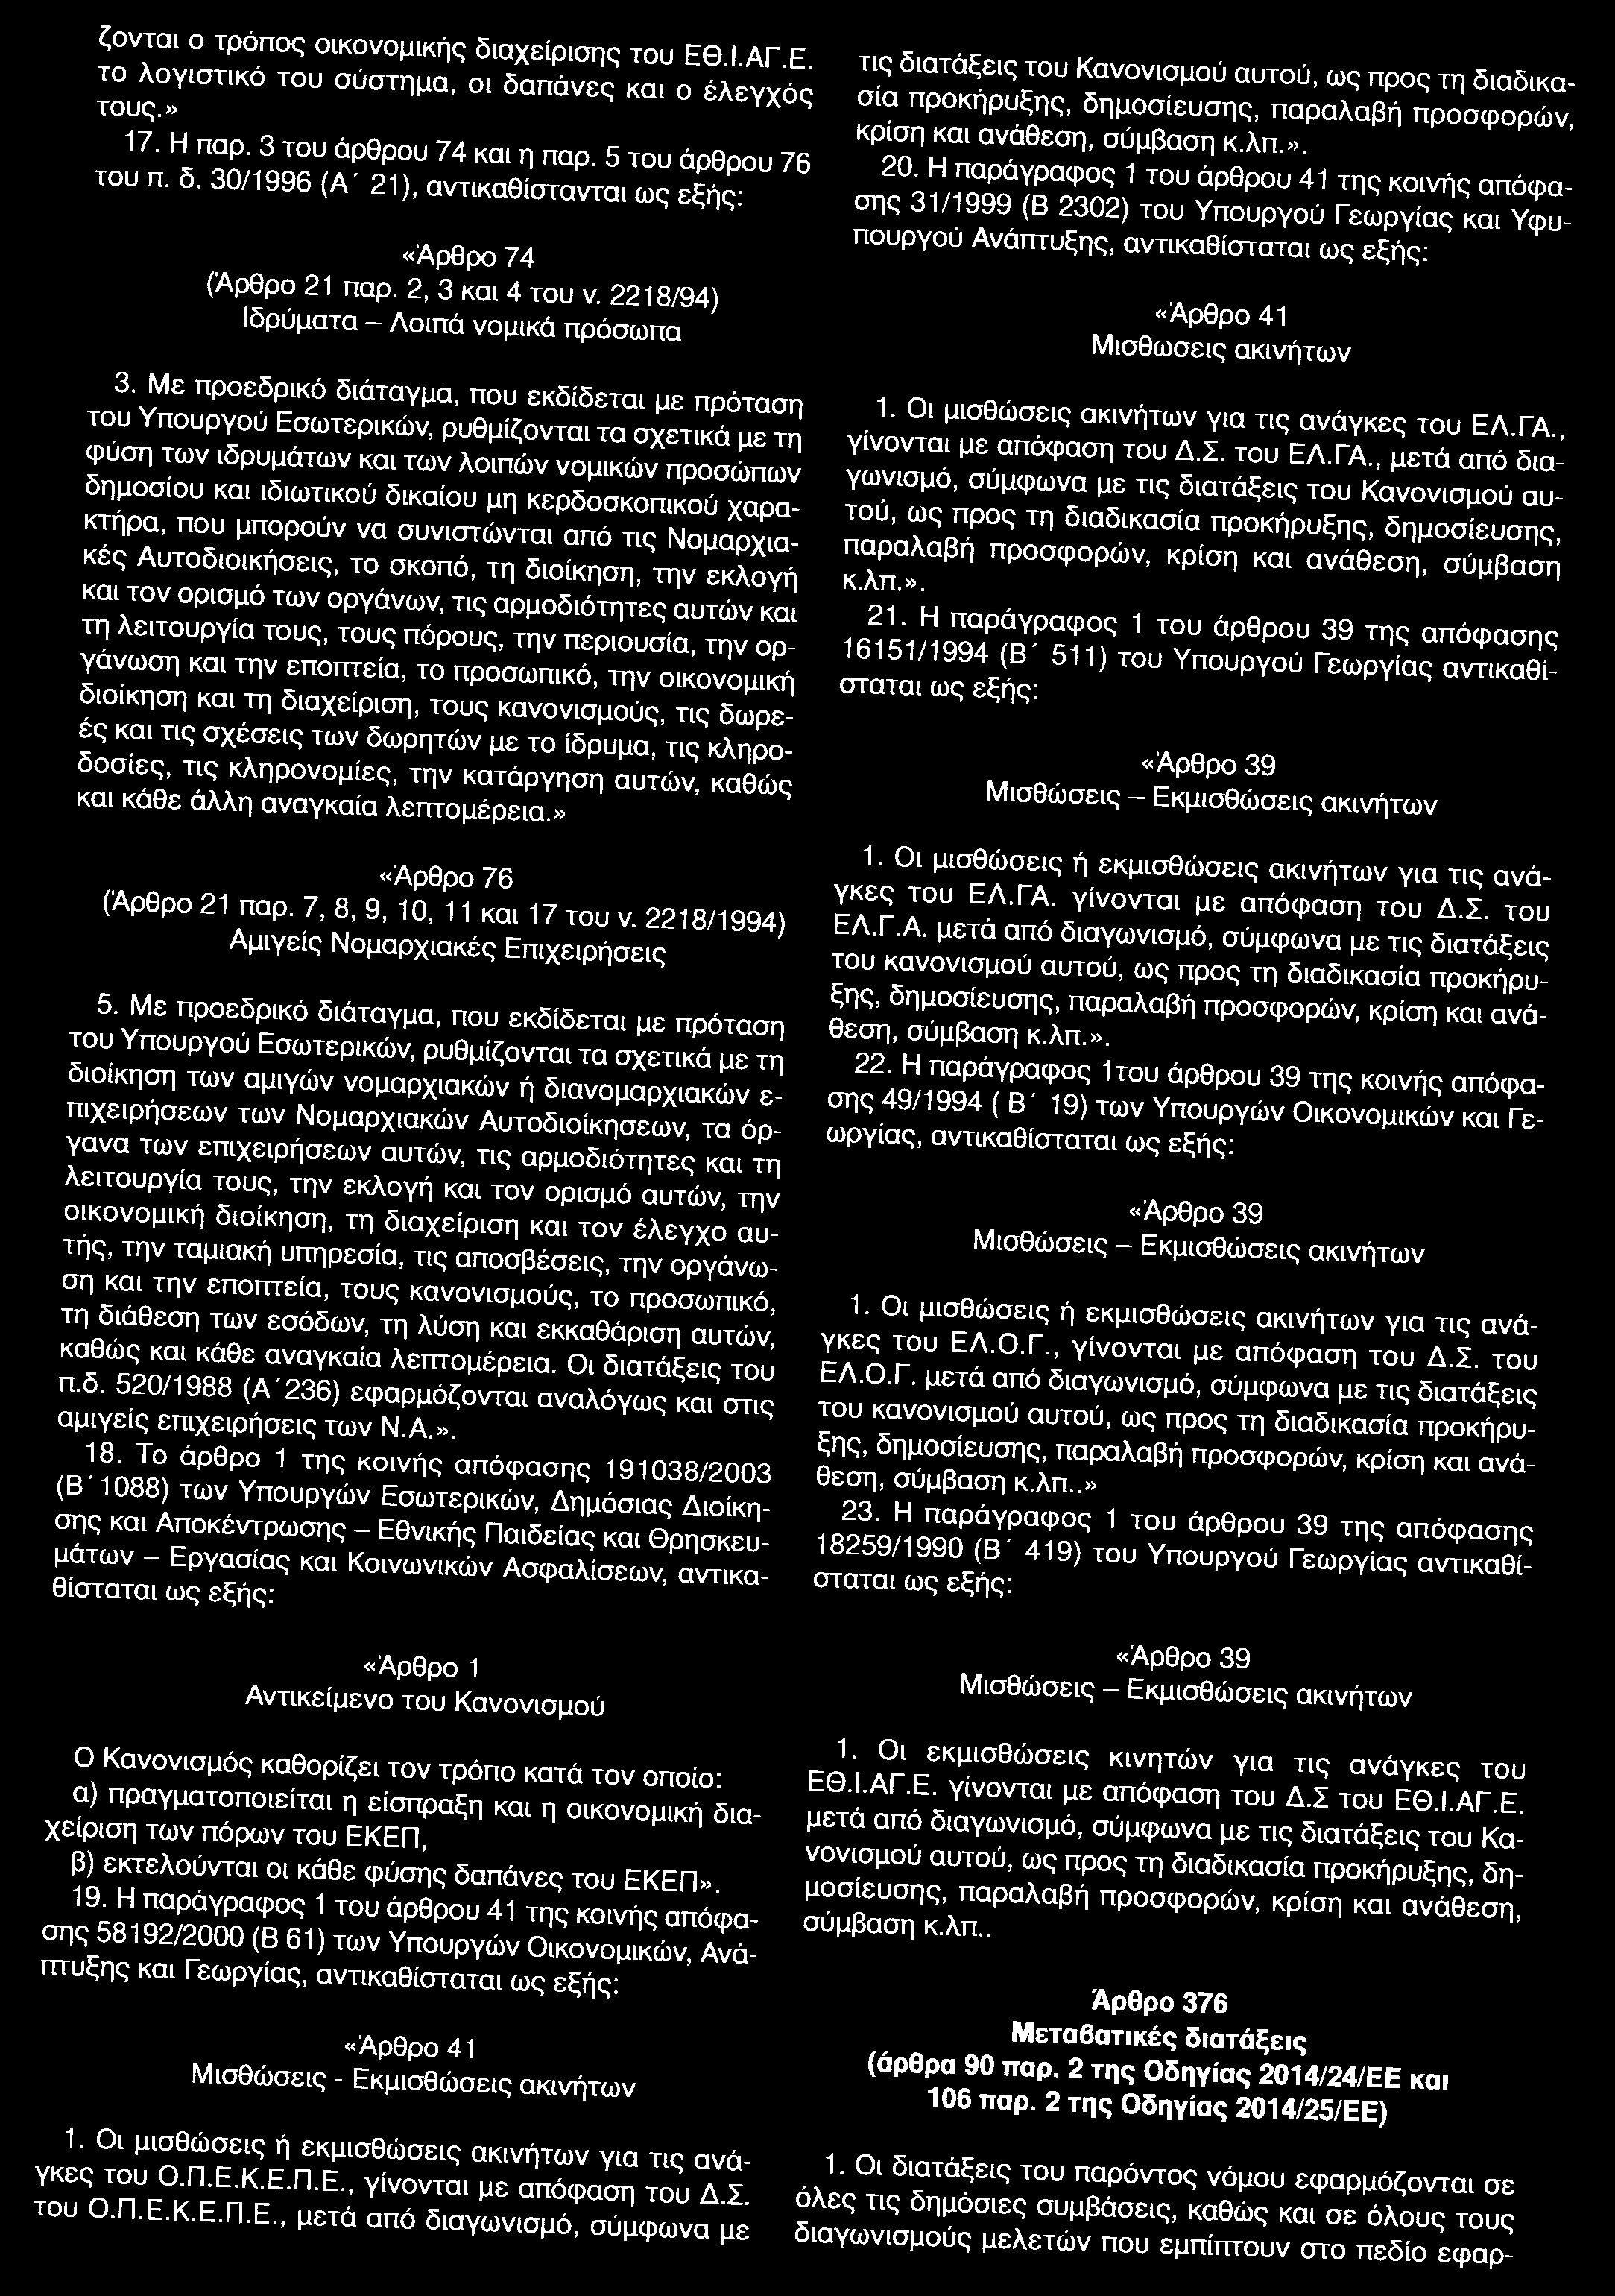 ζονται ο τρόπος οικονομικής διαχείρισης του ΕΘ.Ι.ΑΓ.Ε.
το λογιστικό του σύστημα, οι δαπάνες και ο έλεγχός
τους.»
17. Η παρ. 3 του άρθρου 74 και η παρ. 5 του άρθρου 76
του π. δ. 30/1996 (Α΄ 21), αντικαθίστανται ως εξής:
«Άρθρο 74
(Άρθρο 21 παρ. 2, 3 και 4 του ν. 2218/94)
Ιδρύματα – Λοιπά νομικά πρόσωπα
3. Με προεδρικό διάταγμα, που εκδίδεται με πρόταση
του Υπουργού Εσωτερικών, ρυθμίζονται τα σχετικά με τη
φύση των ιδρυμάτων και των λοιπών νομικών προσώπων
δημοσίου και ιδιωτικού δικαίου μη κερδοσκοπικού χαρα-
κτήρα, που μπορούν να συνιστώνται από τις Νομαρχια-
κές Αυτοδιοικήσεις, το σκοπό, τη διοίκηση, την εκλογή
και τον ορισμό των οργάνων, τις αρμοδιότητες αυτών και
τη λειτουργία τους, τους πόρους, την περιουσία, την ορ-
γάνωση και την εποπτεία, το προσωπικό, την οικονομική
διοίκηση και τη διαχείριση, τους κανονισμούς, τις δωρε-
ές και τις σχέσεις των δωρητών με το ίδρυμα, τις κληρο-
δοσίες, τις κληρονομίες, την κατάργηση αυτών, καθώς
και κάθε άλλη αναγκαία λεπτομέρεια.»
«Άρθρο 76
(Άρθρο 21 παρ. 7, 8, 9, 10, 11 και 17 του ν. 2218/1994)
Αμιγείς Νομαρχιακές Επιχειρήσεις
5. Με προεδρικό διάταγμα, που εκδίδεται με πρόταση
του Υπουργού Εσωτερικών, ρυθμίζονται τα σχετικά με τη
διοίκηση των αμιγών νομαρχιακών ή διανομαρχιακών ε-
πιχειρήσεων των Νομαρχιακών Αυτοδιοίκησεων, τα όρ-
γανα των επιχειρήσεων αυτών, τις αρμοδιότητες και τη
λειτουργία τους, την εκλογή και τον ορισμό αυτών, την
οικονομική διοίκηση, τη διαχείριση και τον έλεγχο αυ-
τής, την ταμιακή υπηρεσία, τις αποσβέσεις, την οργάνω-
ση και την εποπτεία, τους κανονισμούς, το προσωπικό,
τη διάθεση των εσόδων, τη λύση και εκκαθάριση αυτών,
καθώς και κάθε αναγκαία λεπτομέρεια. Οι διατάξεις του
π.δ. 520/1988 (Α΄236) εφαρμόζονται αναλόγως και στις
αμιγείς επιχειρήσεις των Ν.Α.».
18. Το άρθρο 1 της κοινής απόφασης 191038/2003
(Β΄1088) των Υπουργών Εσωτερικών, Δημόσιας Διοίκη-
σης και Αποκέντρωσης – Εθνικής Παιδείας και Θρησκευ-
μάτων – Εργασίας και Κοινωνικών Ασφαλίσεων, αντικα-
θίσταται ως εξής:
«Άρθρο 1
Αντικείμενο του Κανονισμού
Ο Κανονισμός καθορίζει τον τρόπο κατά τον οποίο:
α) πραγματοποιείται η είσπραξη και η οικονομική δια-
χείριση των πόρων του ΕΚΕΠ,
β) εκτελούνται οι κάθε φύσης δαπάνες του ΕΚΕΠ».
19. Η παράγραφος 1 του άρθρου 41 της κοινής απόφα-
σης 58192/2000 (Β 61) των Υπουργών Οικονομικών, Ανά-
πτυξης και Γεωργίας, αντικαθίσταται ως εξής:
«Άρθρο 41
Μισθώσεις - Εκμισθώσεις ακινήτων
1. Οι μισθώσεις ή εκμισθώσεις ακινήτων για τις ανά-
γκες του Ο.Π.Ε.Κ.Ε.Π.Ε., γίνονται με απόφαση του Δ.Σ.
του Ο.Π.Ε.Κ.Ε.Π.Ε., μετά από διαγωνισμό, σύμφωνα με
τις διατάξεις του Κανονισμού αυτού, ως προς τη διαδικα-
σία προκήρυξης, δημοσίευσης, παραλαβή προσφορών,
κρίση και ανάθεση, σύμβαση κ.λπ.».
20. Η παράγραφος 1 του άρθρου 41 της κοινής απόφα-
σης 31/1999 (Β 2302) του Υπουργού Γεωργίας και Υφυ-
πουργού Ανάπτυξης, αντικαθίσταται ως εξής:
«Άρθρο 41
Μισθωσεις ακινήτων
1. Οι μισθώσεις ακινήτων για τις ανάγκες του ΕΛ.ΓΑ.,
γίνονται με απόφαση του Δ.Σ. του ΕΛ.ΓΑ., μετά από δια-
γωνισμό, σύμφωνα με τις διατάξεις του Κανονισμού αυ-
τού, ως προς τη διαδικασία προκήρυξης, δημοσίευσης,
παραλαβή προσφορών, κρίση και ανάθεση, σύμβαση
κ.λπ.».
21. Η παράγραφος 1 του άρθρου 39 της απόφασης
16151/1994 (Β΄ 511) του Υπουργού Γεωργίας αντικαθί-
σταται ως εξής:
«Άρθρο 39
Μισθώσεις – Εκμισθώσεις ακινήτων
1. Οι μισθώσεις ή εκμισθώσεις ακινήτων για τις ανά-
γκες του ΕΛ.ΓΑ. γίνονται με απόφαση του Δ.Σ. του
ΕΛ.Γ.Α. μετά από διαγωνισμό, σύμφωνα με τις διατάξεις
του κανονισμού αυτού, ως προς τη διαδικασία προκήρυ-
ξης, δημοσίευσης, παραλαβή προσφορών, κρίση και ανά-
θεση, σύμβαση κ.λπ.».
22. Η παράγραφος 1του άρθρου 39 της κοινής απόφα-
σης 49/1994 ( Β΄ 19) των Υπουργών Οικονομικών και Γε-
ωργίας, αντικαθίσταται ως εξής:
«Άρθρο 39
Μισθώσεις – Εκμισθώσεις ακινήτων
1. Οι μισθώσεις ή εκμισθώσεις ακινήτων για τις ανά-
γκες του ΕΛ.Ο.Γ., γίνονται με απόφαση του Δ.Σ. του
ΕΛ.Ο.Γ. μετά από διαγωνισμό, σύμφωνα με τις διατάξεις
του κανονισμού αυτού, ως προς τη διαδικασία προκήρυ-
ξης, δημοσίευσης, παραλαβή προσφορών, κρίση και ανά-
θεση, σύμβαση κ.λπ..»
23. Η παράγραφος 1 του άρθρου 39 της απόφασης
18259/1990 (Β΄ 419) του Υπουργού Γεωργίας αντικαθί-
σταται ως εξής:
«Άρθρο 39
Μισθώσεις – Εκμισθώσεις ακινήτων
1. Οι εκμισθώσεις κινητών για τις ανάγκες του
ΕΘ.Ι.ΑΓ.Ε. γίνονται με απόφαση του Δ.Σ του ΕΘ.Ι.ΑΓ.Ε.
μετά από διαγωνισμό, σύμφωνα με τις διατάξεις του Κα-
νονισμού αυτού, ως προς τη διαδικασία προκήρυξης, δη-
μοσίευσης, παραλαβή προσφορών, κρίση και ανάθεση,
σύμβαση κ.λπ..
Άρθρο 376
Μεταβατικές διατάξεις
(άρθρα 90 παρ. 2 της Οδηγίας 2014/24/ΕΕ και
106 παρ. 2 της Οδηγίας 2014/25/ΕΕ)
1. Οι διατάξεις του παρόντος νόμου εφαρμόζονται σε
όλες τις δημόσιες συμβάσεις, καθώς και σε όλους τους
διαγωνισμούς μελετών που εμπίπτουν στο πεδίο εφαρ-